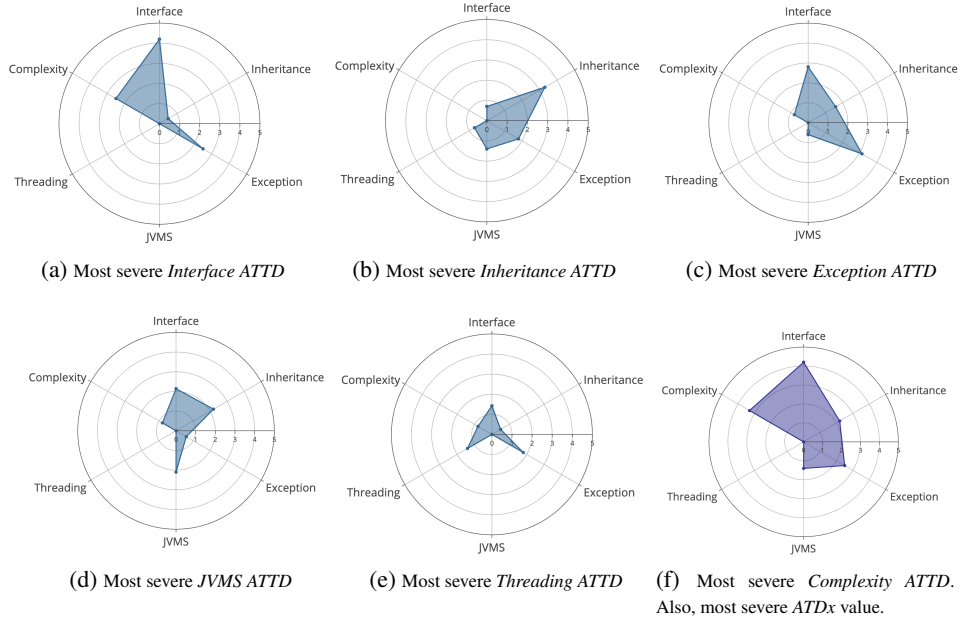 Interface
Complexity
Inheritance
0 1 2 3 4 5
Threading
Exception
JVMS
(a) Most severe Interface ATTD
Interface
Complexity
Inheritance
0 1 2 3 4 5
Threading
Exception
JVMS
(b) Most severe Inheritance ATTD
Interface
Complexity
Inheritance
0 1 2 3 4 5
Threading
Exception
JVMS
(c) Most severe Exception ATTD
Interface
Complexity
Inheritance
0 1 2 3 4 5
Threading
Exception
JVMS
(d) Most severe JVMS ATTD
Interface
Complexity
Inheritance
0 1 2 3 4 5
Threading
Exception
JVMS
(e) Most severe Threading ATTD
Interface
Complexity
Inheritance
0 1 2 3 4 5
Threading
Exception
JVMS
(f) Most severe Complexity ATTD.
Also, most severe ATDx value.